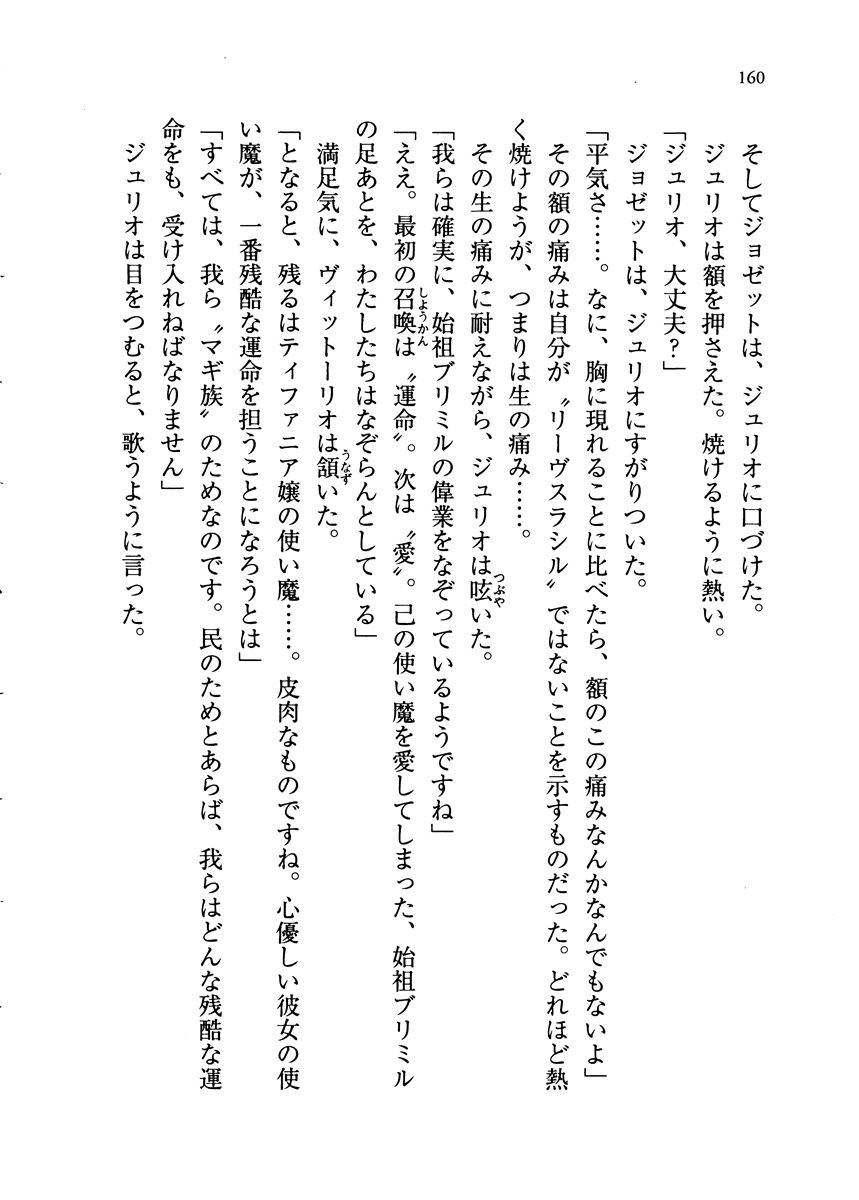 160
そしてジョゼットは、ジュリオに口づけた。
ジュリオは額を押さえた。焼けるように熱い。
「ジュリオ、大丈夫？」
ジョゼットは、ジュリオにすがりついた。
「平気さ……。なに、胸に現れることに比べたら、額のこの痛みなんかなんでもないよ」
その額の痛みは自分が〝リーヴスラシル〟ではないことを示すものだった。どれほど熱
く焼けようが、つまりは生の痛み……。
その生の痛みに耐えながら、ジュリオは呟いた。
「我らは確実に、始祖ブリミルの偉業をなぞっているようですね」
「ええ。最初の召喚は〝運命〟。次は〝愛〟。己の使い魔を愛してしまった、始祖ブリミル
の足あとを、わたしたちはなぞらんとしている」
満足気に、ヴィットーリオは頷いた。
「となると、残るはティファニア嬢の使い魔……。皮肉なものですね。心優しい彼女の使
い魔が、一番残酷な運命を担うことになろうとは」
「すべては、我ら〝マギ族〟のためなのです。民のためとあらば、我らはどんな残酷な運
命をも、受け入れねばなりません」
ジュリオは目をつむると、歌うように言った。